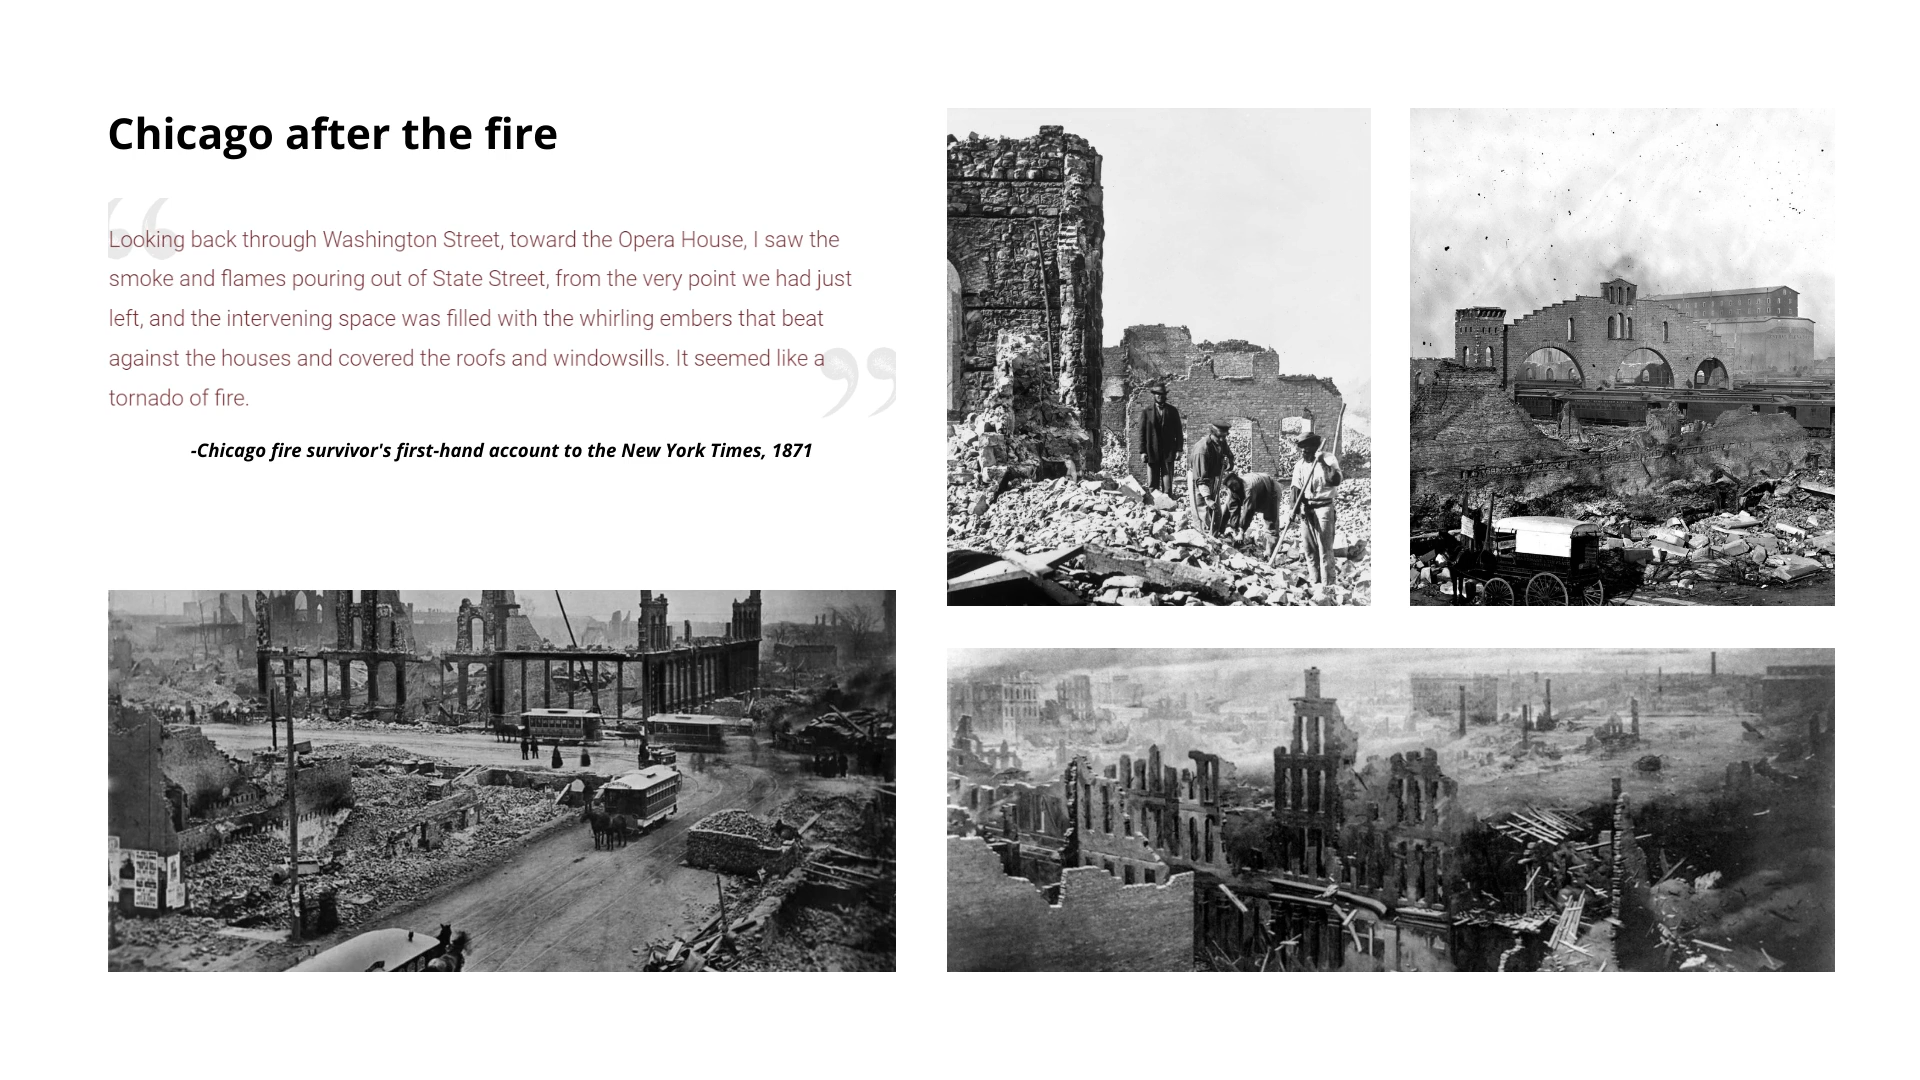 Chicago after the fire
Looking back through Washington Street, toward the Opera House, I saw the
smoke and flames pouring out of State Street, from the very point we had just
left, and the intervening space was filled with the whirling embers that beat
against the houses and covered the roofs and windowsills. It seemed like a
tornado of fire.
-Chicago fire survivor's first-hand account to the New York Times, 1871